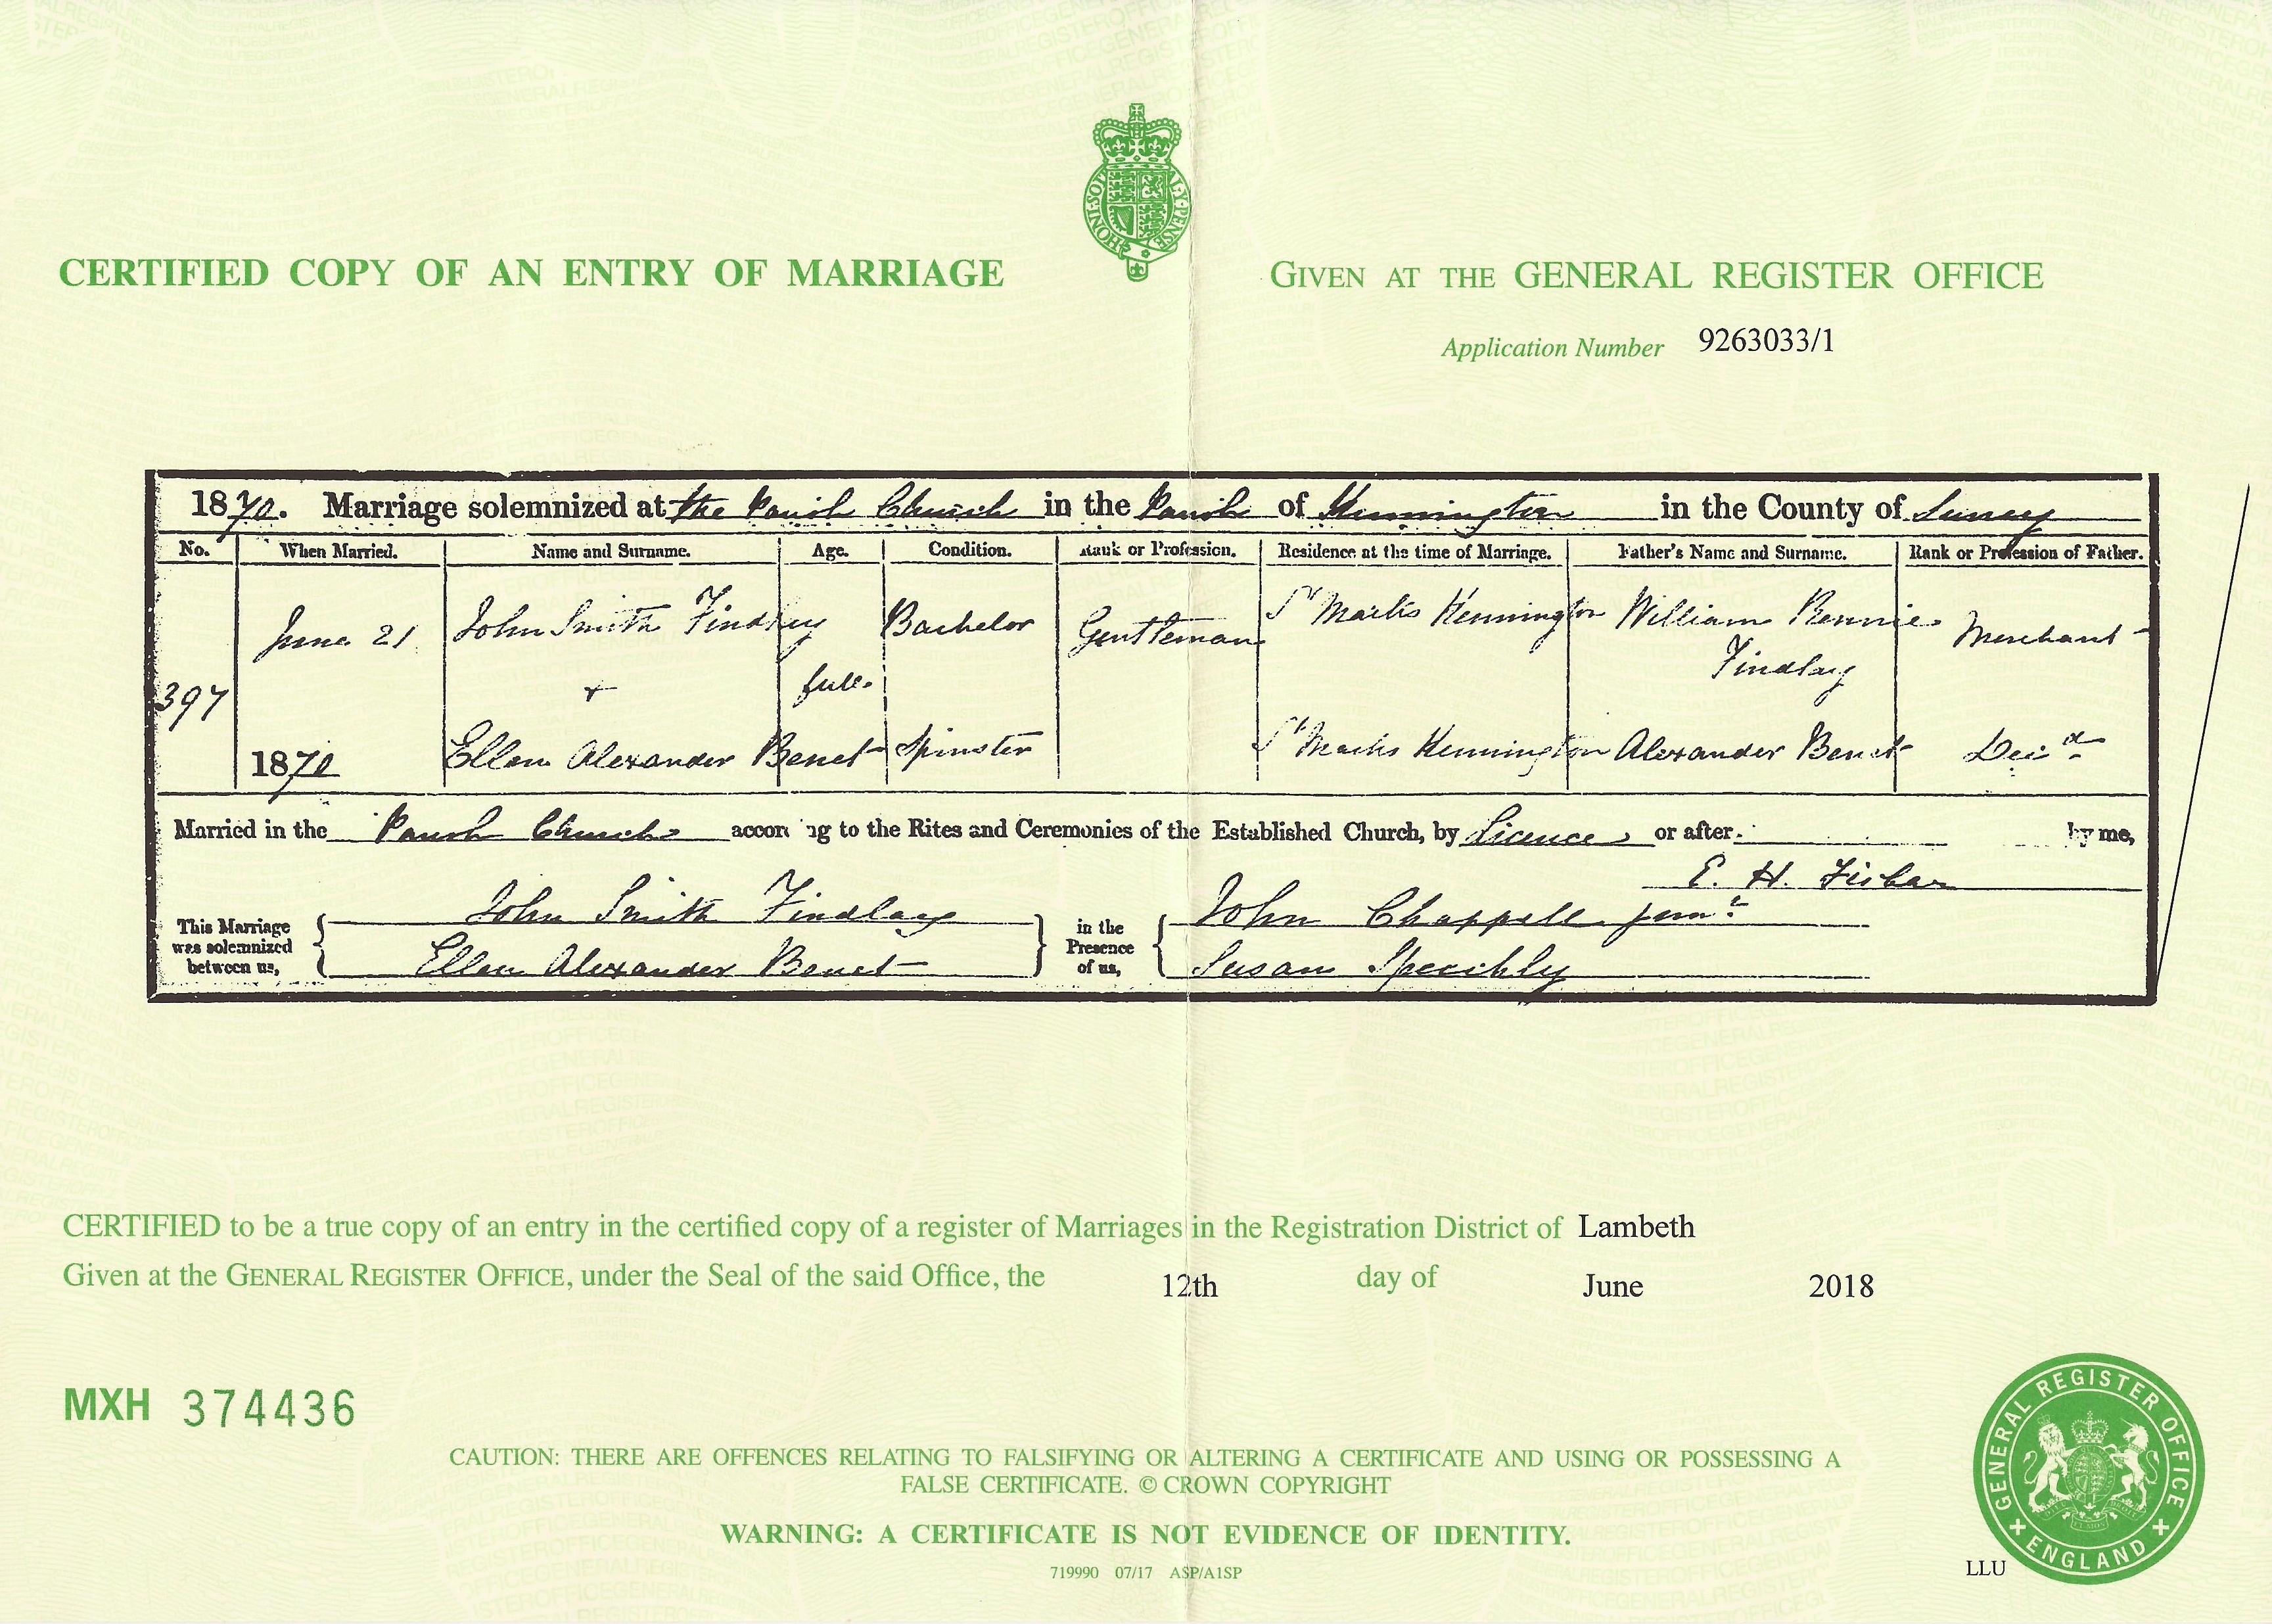 HONI·SOIT·QUI·MAL·Y·PENSE
CERTIFIED COPY OF AN ENTRY OF MARRIAGE
GIVEN AT THE GENERAL REGISTER OFFICE
Application Number 9263033/1
1870. Marriage solemnized at the Parish Church in the Parish of Kennington in the County of Surrey
No. When Married. Name and Surname. Age. Condition. Rank or Profession. Residence at the time of Marriage. Father's Name and Surname. Rank or Profession of Father.
June 21 John Smith Findlay Bachelor Gentleman St Marks Kennington William Rennie Merchant
Findlay
397 + full.
1870 Ellen Alexander Benet Spinster St Marks Kennington Alexander Benet Decd
Married in the Parish Church according to the Rites and Ceremonies of the Established Church, by Licence or after by me,
E. H.
This Marriage was solemnized between us,
John Smith Findlay
Ellen Alexander Benet
in the Presence of us,
John Chappell junr
Susan Speechly
CERTIFIED to be a true copy of an entry in the certified copy of a register of Marriages in the Registration District of Lambeth
Given at the GENERAL REGISTER OFFICE, under the Seal of the said Office, the 12th day of June 2018
MXH 374436
CAUTION: THERE ARE OFFENCES RELATING TO FALSIFYING OR ALTERING A CERTIFICATE AND USING OR POSSESSING A
FALSE CERTIFICATE. © CROWN COPYRIGHT
WARNING: A CERTIFICATE IS NOT EVIDENCE OF IDENTITY.
719990 07/17 ASP/A1SP
LLU
GENERAL REGISTER OFFICE
ENGLAND